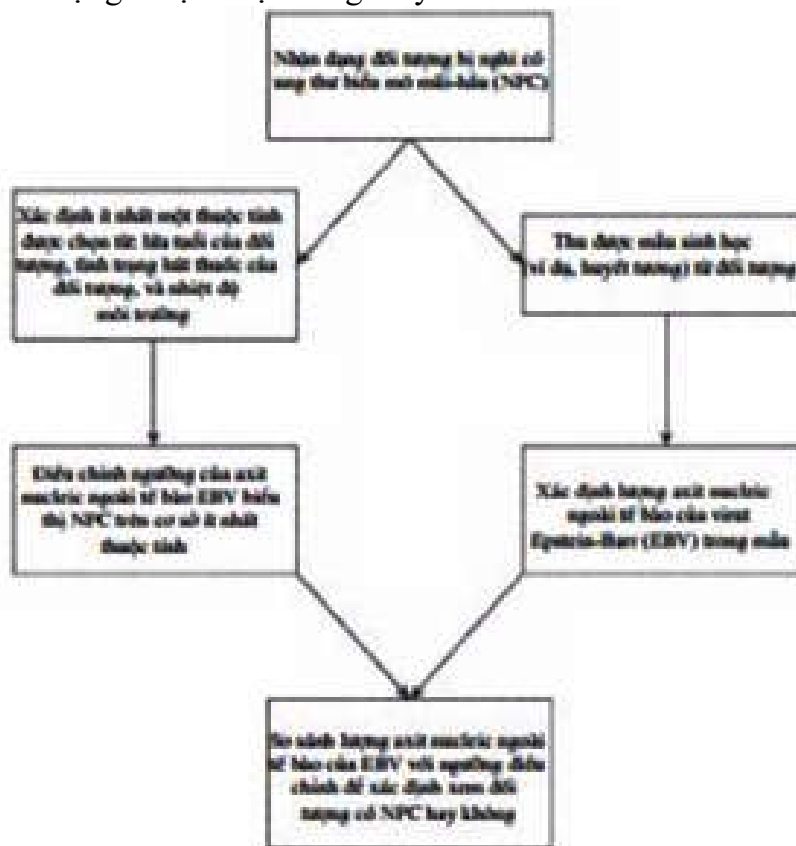 Nhận dạng đối tượng bị nghi có
ung thư biểu mô mũi-hầu (NPC)
Xác định ít nhất một thuộc tính
được chọn từ: lứa tuổi của đối
tượng, tình trạng hút thuốc của
đối tượng, và nhiệt độ
môi trường
Thu được mẫu sinh học
(ví dụ, huyết tương) từ đối tượng
Điều chỉnh ngưỡng của axit
nucleic ngoài tế bào EBV biểu
thị NPC trên cơ sở ít nhất
thuộc tính
Xác định lượng axit nucleic
ngoài tế bào của virut
Epstein-Barr (EBV) trong mẫu
So sánh lượng axit nucleic ngoài
tế bào của EBV với ngưỡng điều
chỉnh để xác định xem đối
tượng có NPC hay không